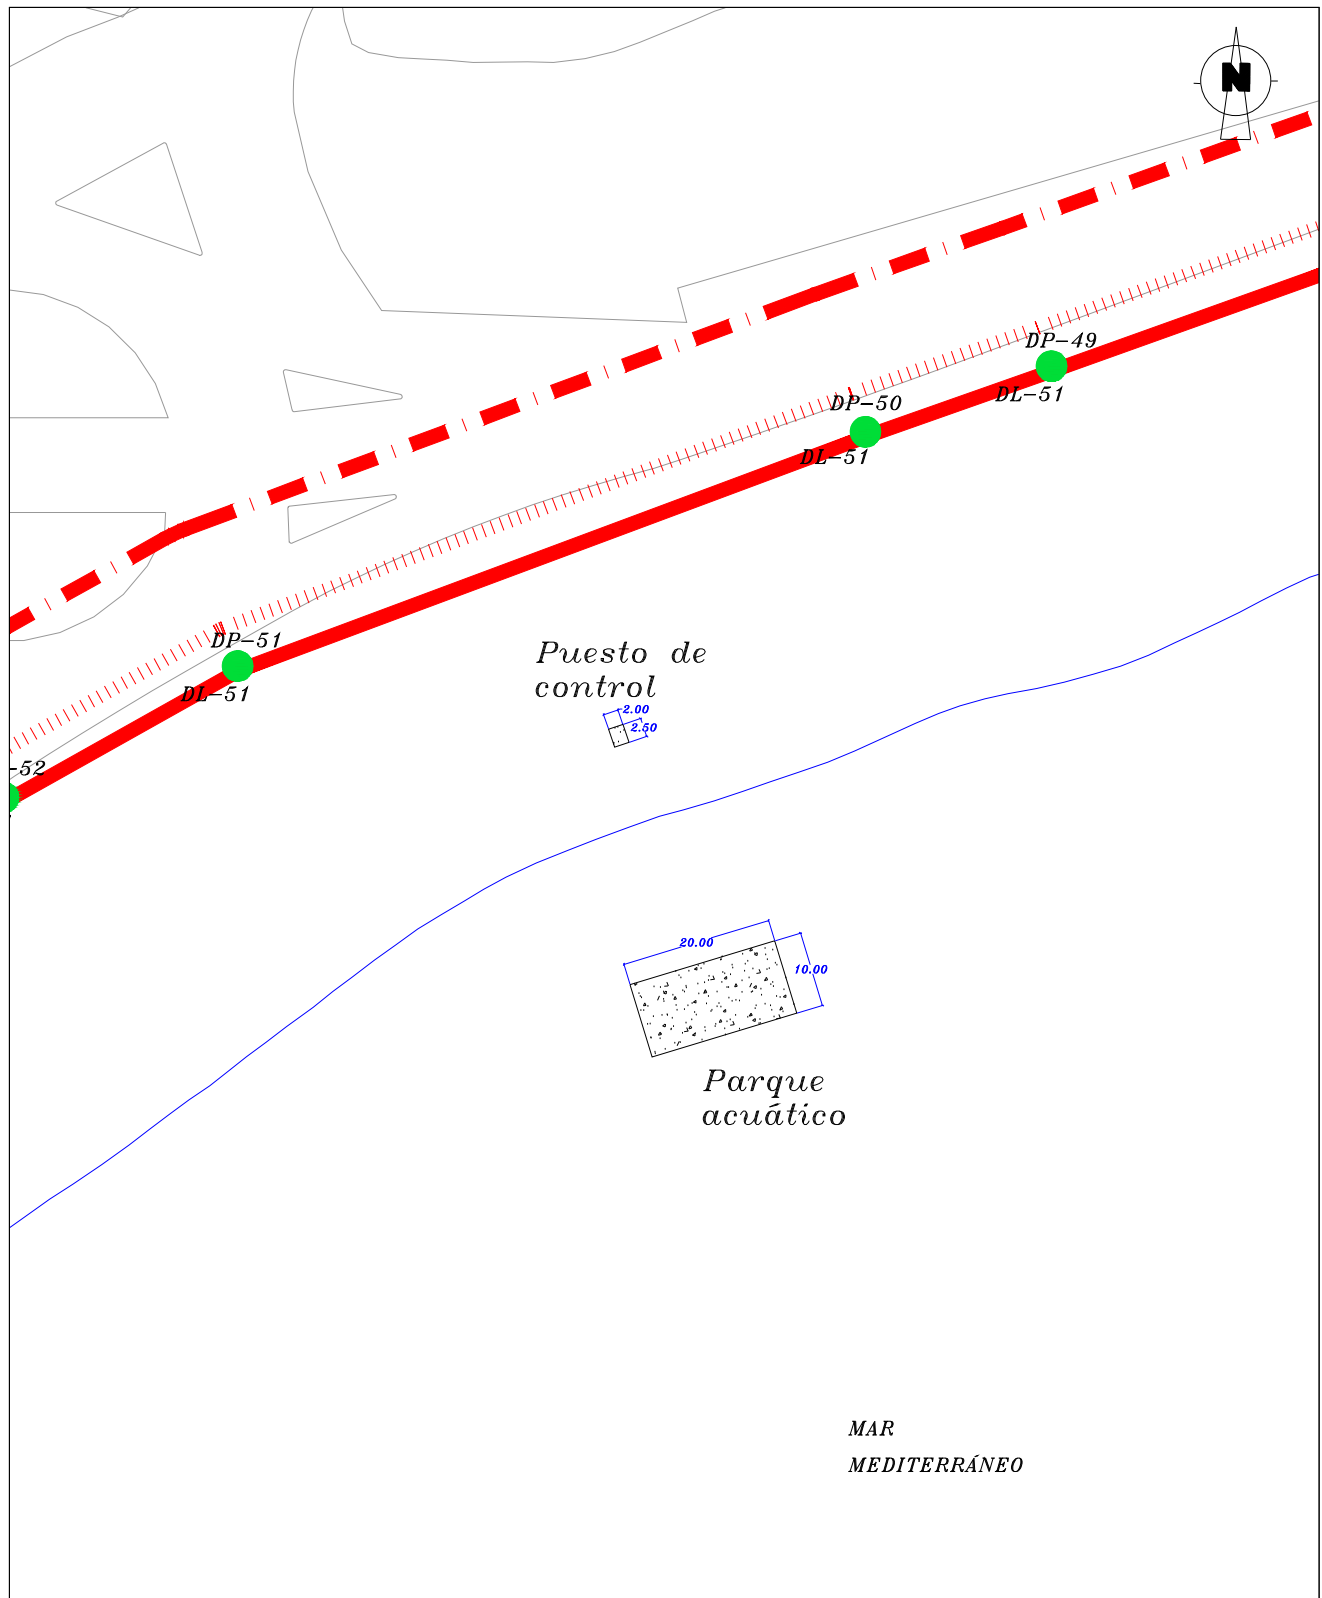 N
DP-49
DL-51
DP-50
DL-51
DP-51
DL-51
Puesto de
control
2.00
2.50
-52
20.00
10.00
Parque
acuático
MAR
MEDITERRÁNEO